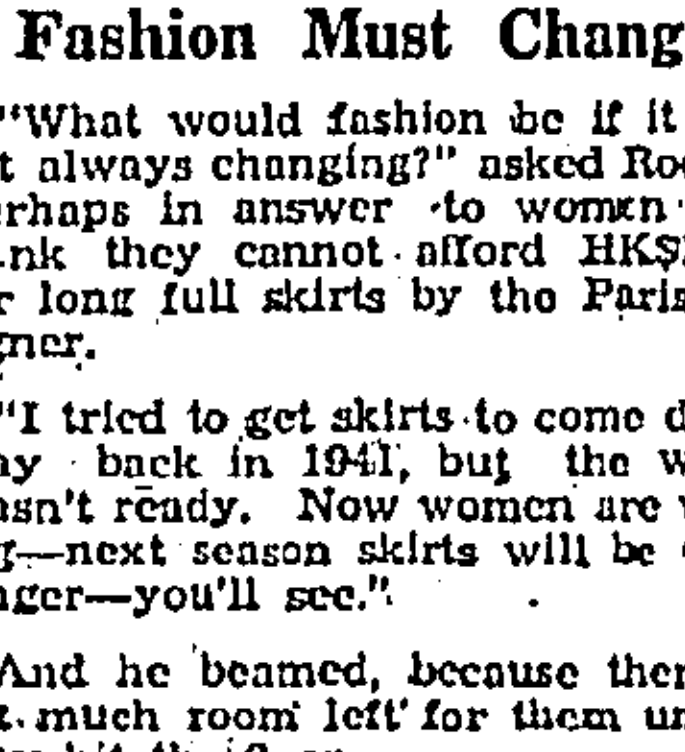 Fashion Must Chang
"What would fashion be if it
t always changing?" asked Ro
erhaps in answer to women
nk they cannot afford HK$
r long full skirts by the Paris
gner.
"I tried to get skirts to come d
ay back in 1941, but the w
asn't ready. Now women are
g—next season skirts will be
nger—you'll see."
And he beamed, because ther
t much room left for them un